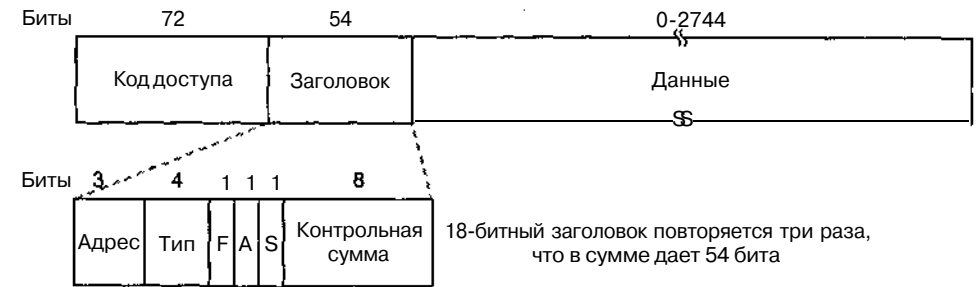 Биты 72 54 0-2744
Код доступа Заголовок Данные
Биты 3 4 1 1 1 8
Адрес Тип F A S Контрольная
сумма
18-битный заголовок повторяется три раза,
что в сумме дает 54 бита